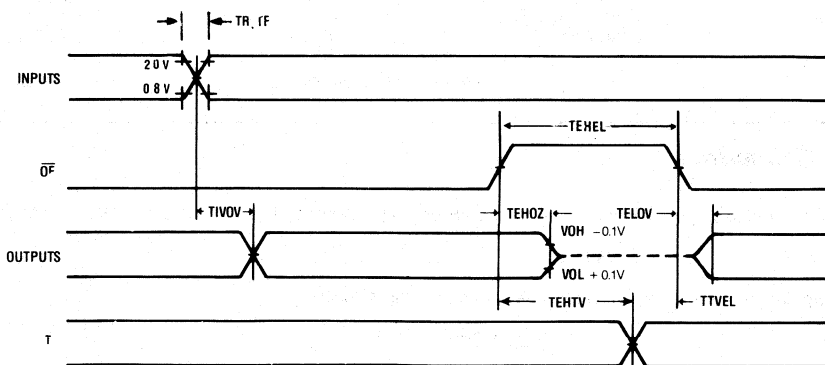 TR, TF
INPUTS
2 0 V
0 8 V
TEHEL
OE
TIVOV
TEHOZ
TELOV
VOH −0.1V
OUTPUTS
VOL + 0.1V
TEHTV
TTVEL
T